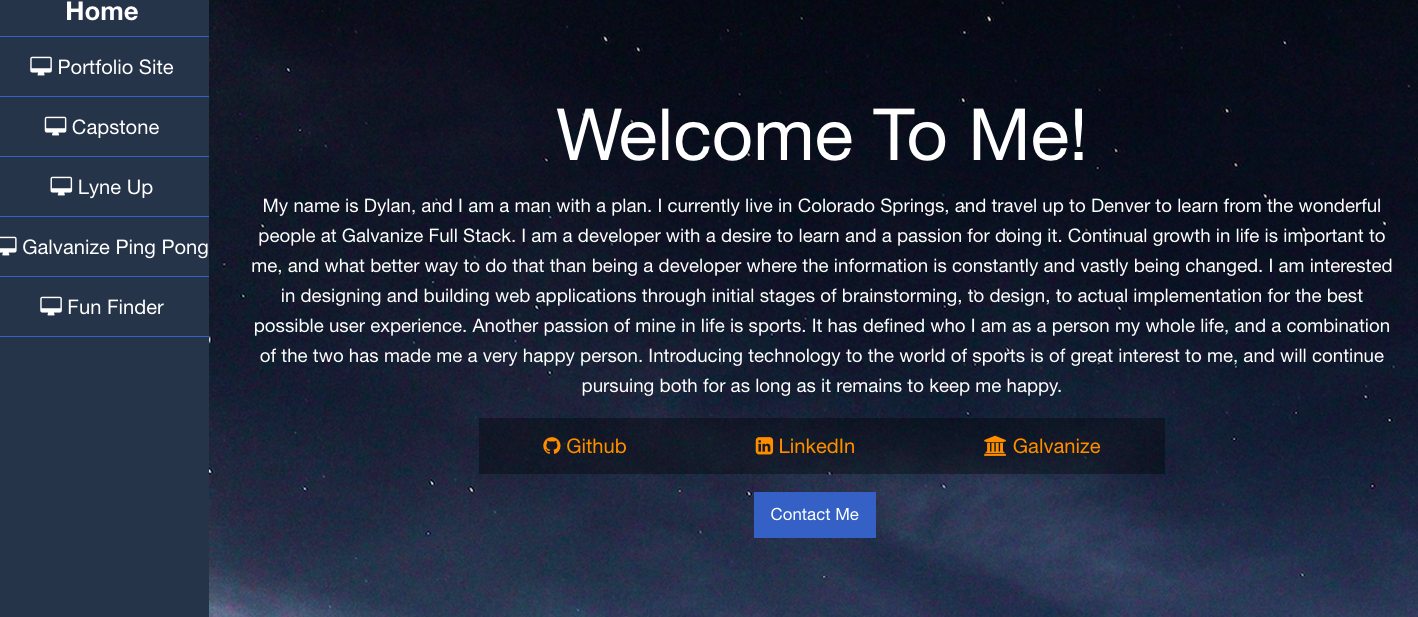 Home
Portfolio Site
Capstone
Lyne Up
Galvanize Ping Pong
Fun Finder
Welcome To Me!
My name is Dylan, and I am a man with a plan. I currently live in Colorado Springs, and travel up to Denver to learn from the wonderful
people at Galvanize Full Stack. I am a developer with a desire to learn and a passion for doing it. Continual growth in life is important to
me, and what better way to do that than being a developer where the information is constantly and vastly being changed. I am interested
in designing and building web applications through initial stages of brainstorming, to design, to actual implementation for the best
possible user experience. Another passion of mine in life is sports. It has defined who I am as a person my whole life, and a combination
of the two has made me a very happy person. Introducing technology to the world of sports is of great interest to me, and will continue
pursuing both for as long as it remains to keep me happy.
Github LinkedIn Galvanize
Contact Me